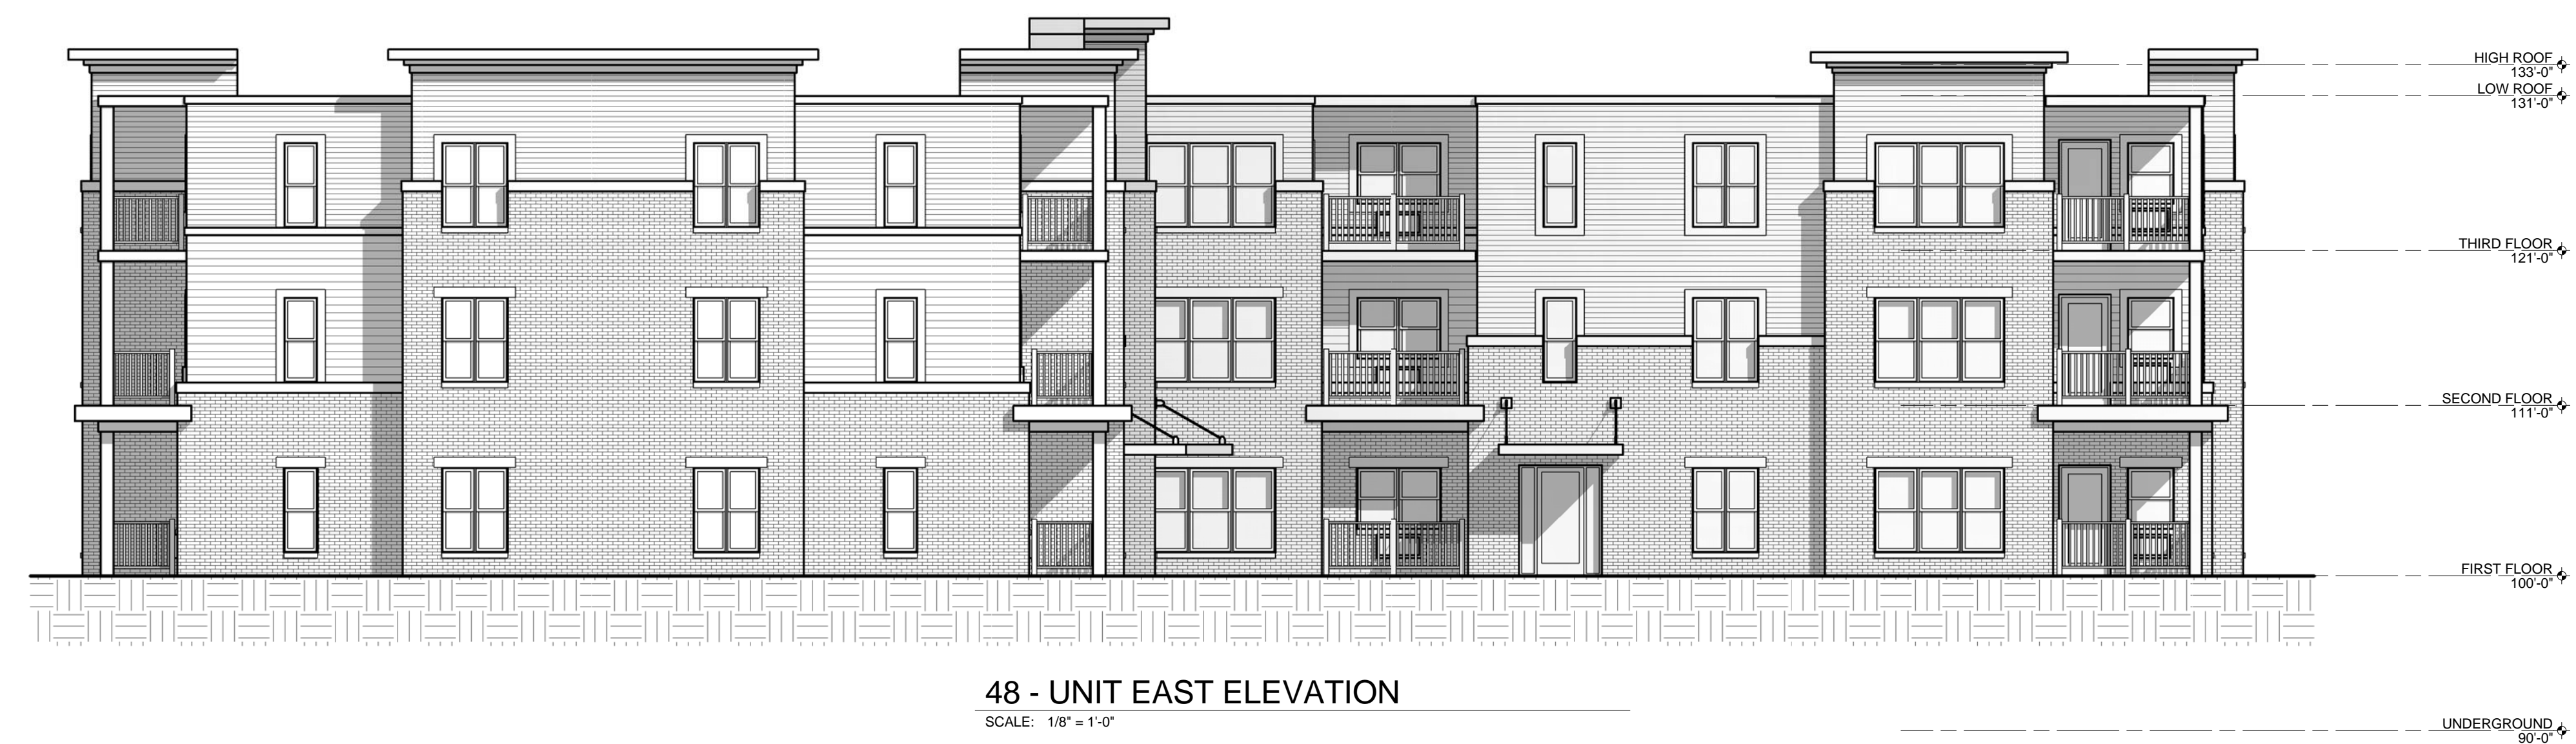 HIGH ROOF
133'-0"
LOW ROOF
131'-0"
THIRD FLOOR
121'-0"
SECOND FLOOR
111'-0"
FIRST FLOOR
100'-0"
48 - UNIT EAST ELEVATION
SCALE: 1/8" = 1'-0"
UNDERGROUND
90'-0"